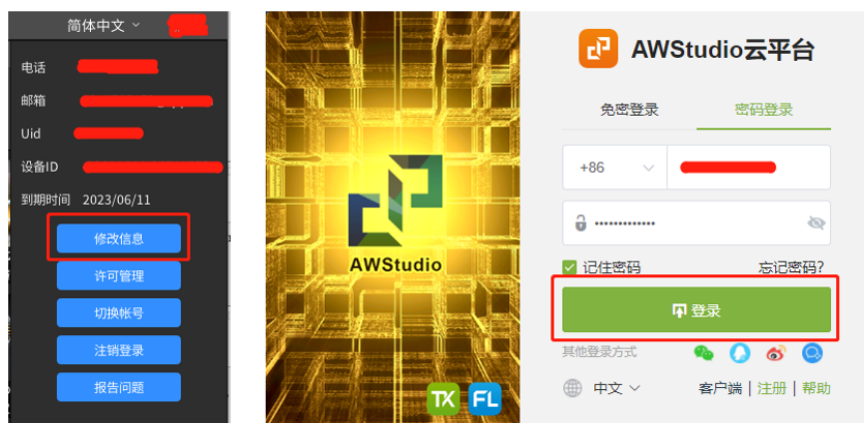 简体中文
电话
邮箱
Uid
设备ID
到期时间 2023/06/11
修改信息
许可管理
切换帐号
注销登录
报告问题
AWStudio
TK FL
AWStudio云平台
免密登录 密码登录
+86
记住密码 忘记密码?
登录
其他登录方式
中文 客户端 | 注册 | 帮助